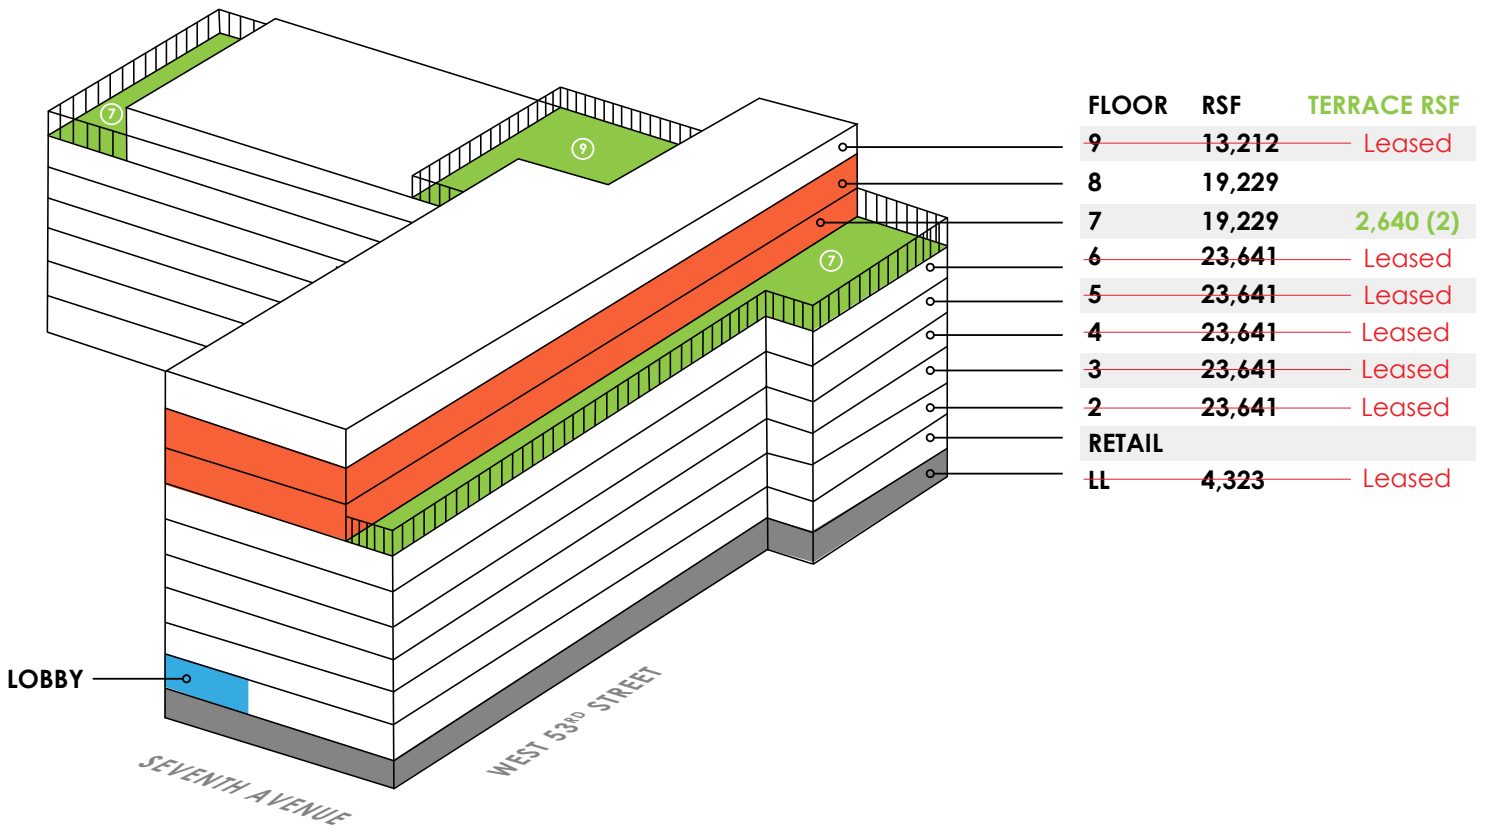 FLOOR RSF TERRACE RSF
9 13,212 Leased
8 19,229
7 19,229 2,640 (2)
6 23,641 Leased
5 23,641 Leased
4 23,641 Leased
3 23,641 Leased
2 23,641 Leased
RETAIL
LL 4,323 Leased
7
9
7
LOBBY
SEVENTH AVENUE
WEST 53RD STREET